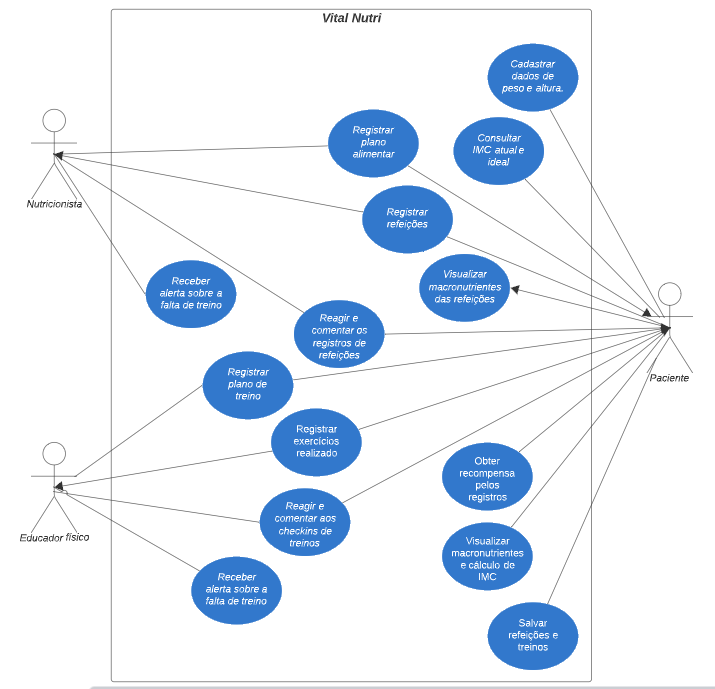 Vital Nutri
Cadastrar
dados de
peso e altura.
Registrar
plano
alimentar
Consultar
IMC atual e
ideal
Nutricionista
Registrar
refeições
Visualizar
macronutrientes
das refeições
Receber
alerta sobre a
falta de treino
Reagir e
comentar os
registros de
refeições
Paciente
Registrar
plano de
treino
Registrar
exercícios
realizado
Obter
recompensa
pelos
registros
Reagir e
comentar aos
checkins de
treinos
Educador físico
Visualizar
macronutrientes
e cálculo de
IMC
Receber
alerta sobre a
falta de treino
Salvar
refeições e
treinos